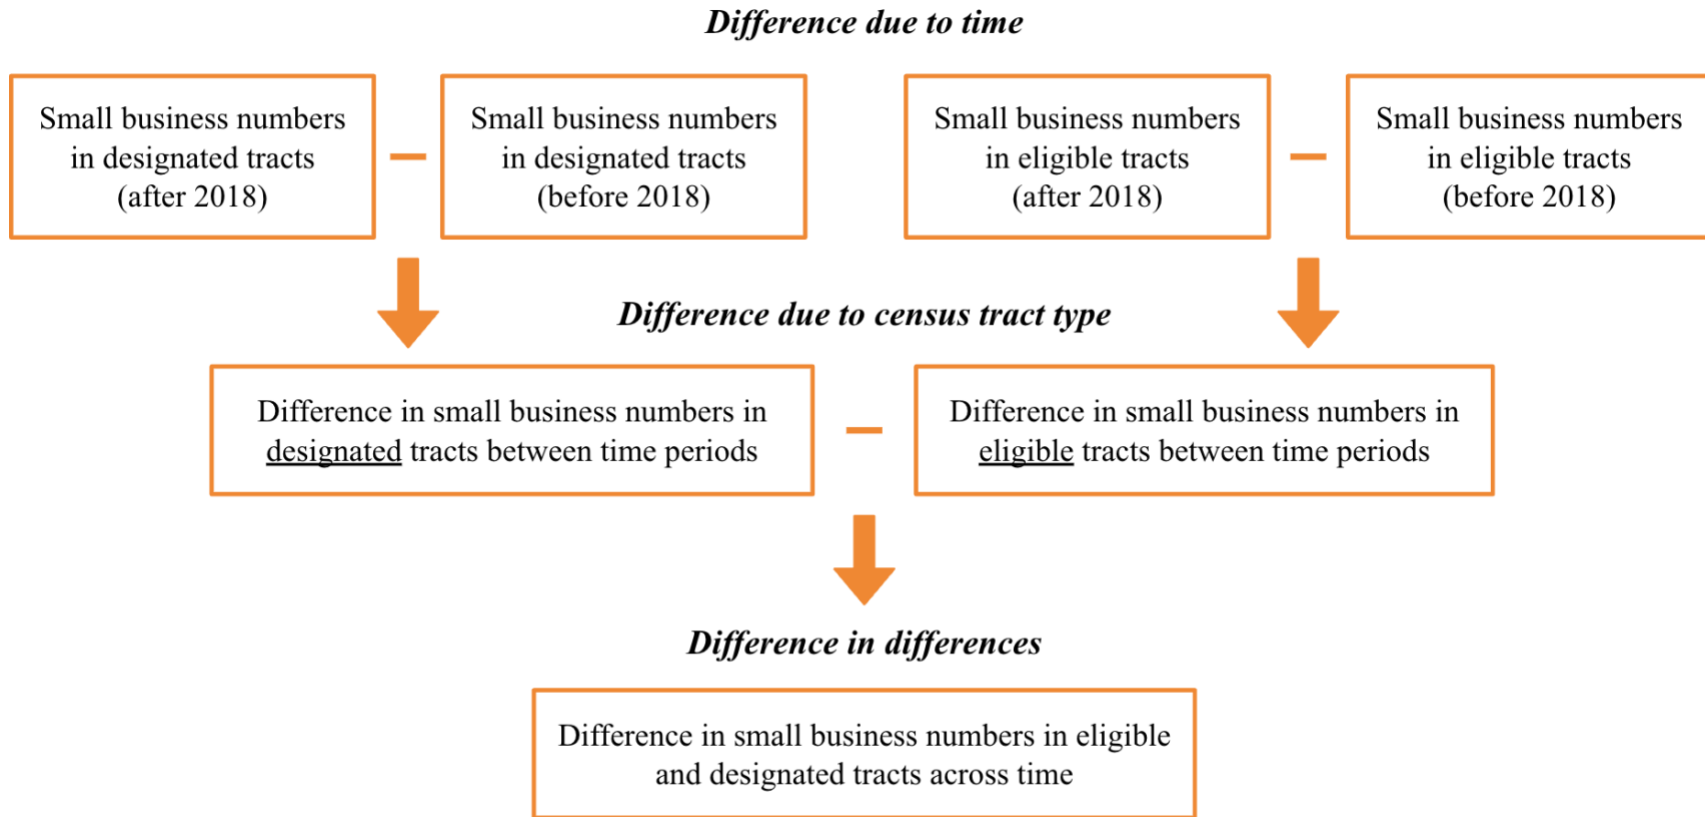 Difference due to time
Small business numbers
in designated tracts
(after 2018)
Small business numbers
in designated tracts
(before 2018)
Small business numbers
in eligible tracts
(after 2018)
Small business numbers
in eligible tracts
(before 2018)
Difference due to census tract type
Difference in small business numbers in
designated tracts between time periods
Difference in small business numbers in
eligible tracts between time periods
Difference in differences
Difference in small business numbers in eligible
and designated tracts across time